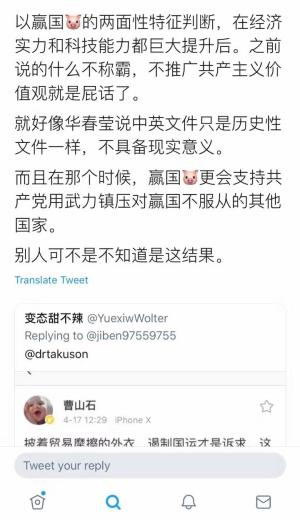 以赢国🐷的两面性特征判断，在经济
实力和科技能力都巨大提升后。之前
说的什么不称霸，不推广共产主义价
值观就是屁话了。
就好像华春莹说中英文件只是历史性
文件一样，不具备现实意义。
而且在那个时候，赢国🐷更会支持共
产党用武力镇压对赢国不服从的其他
国家。
别人可不是不知道是这结果。
Translate Tweet
变态甜不辣 @YuexiwWolter
Replying to @jiben97559755
@drtakuson
曹山石
4-17 12:29 iPhone X
披着贸易摩擦的外衣，遏制国运才是诉求，这
Tweet your reply